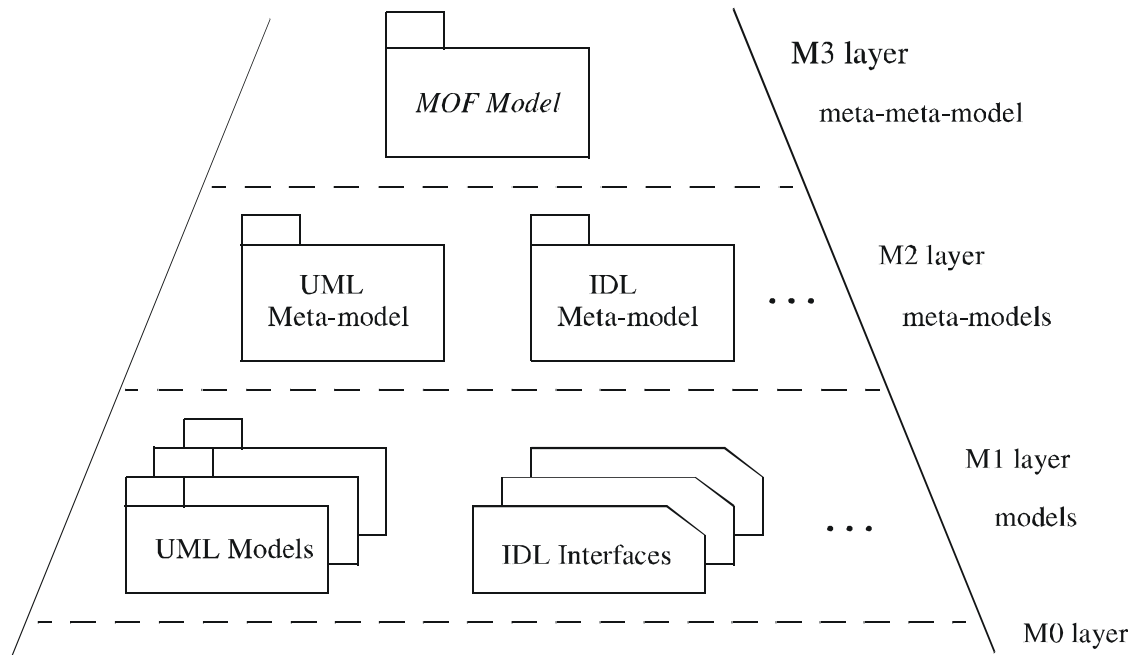 MOF Model
M3 layer
meta-meta-model
UML
Meta-model
IDL
Meta-model
...
M2 layer
meta-models
UML Models
IDL Interfaces
...
M1 layer
models
M0 layer